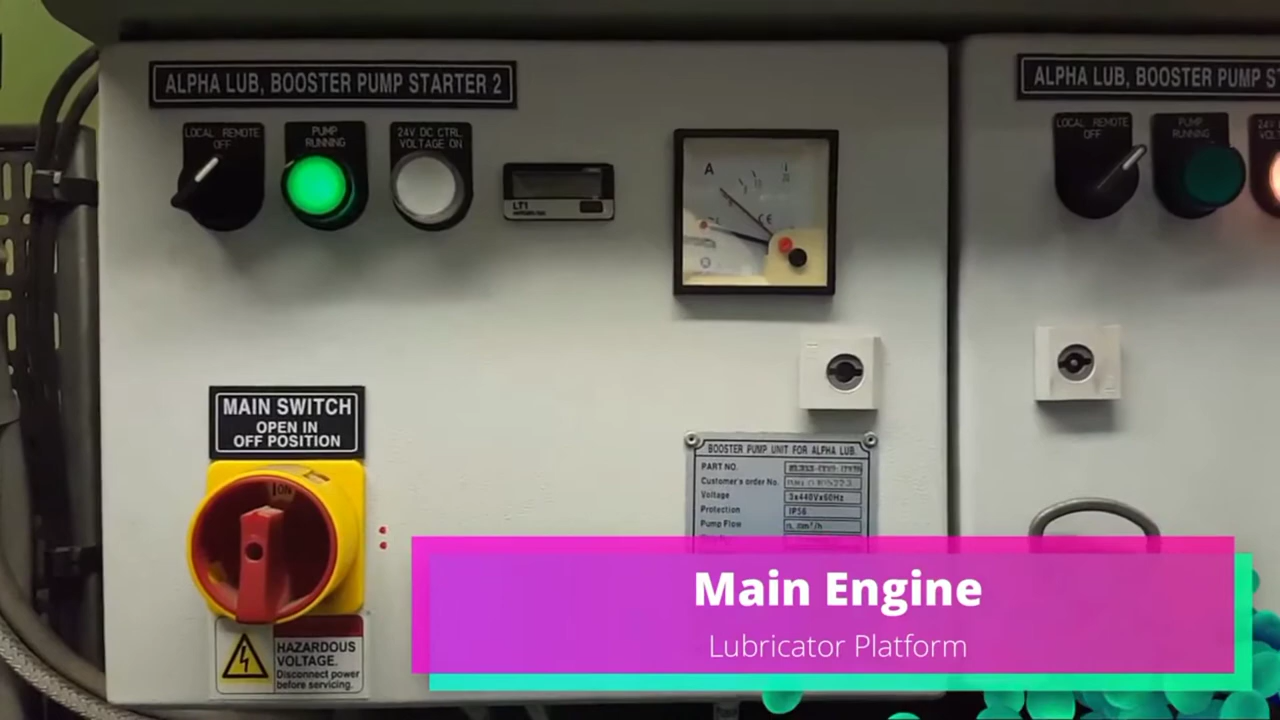 ALPHA LUB, BOOSTER PUMP STARTER 2
LOCAL REMOTE
OFF
PUMP
RUNNING
24V DC CTRL
VOLTAGE ON
LT1
A
CE
ALPHA LUB, BOOSTER PUMP
LOCAL REMOTE
OFF
PUMP
RUNNING
MAIN SWITCH
OPEN IN
OFF POSITION
ION
HAZARDOUS
VOLTAGE.
Disconnect power
before servicing.
BOOSTER PUMP UNIT FOR ALPHA LUB.
PART NO.
Customer's order No.
Voltage 3x440Vx60Hz
Protection IP56
Pump Flow
Main Engine
Lubricator Platform